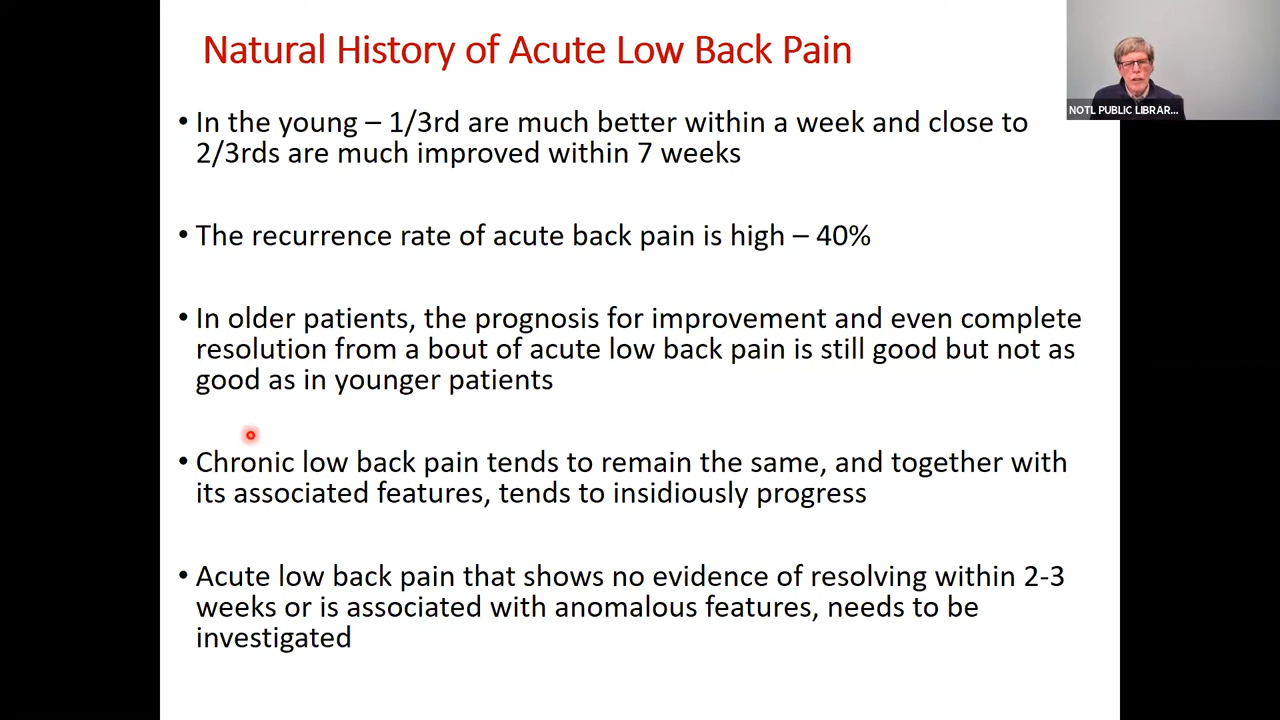 Natural History of Acute Low Back Pain
NOTL PUBLIC LIBRAR...
• In the young – 1/3rd are much better within a week and close to
2/3rds are much improved within 7 weeks
• The recurrence rate of acute back pain is high – 40%
• In older patients, the prognosis for improvement and even complete
resolution from a bout of acute low back pain is still good but not as
good as in younger patients
• Chronic low back pain tends to remain the same, and together with
its associated features, tends to insidiously progress
• Acute low back pain that shows no evidence of resolving within 2-3
weeks or is associated with anomalous features, needs to be
investigated